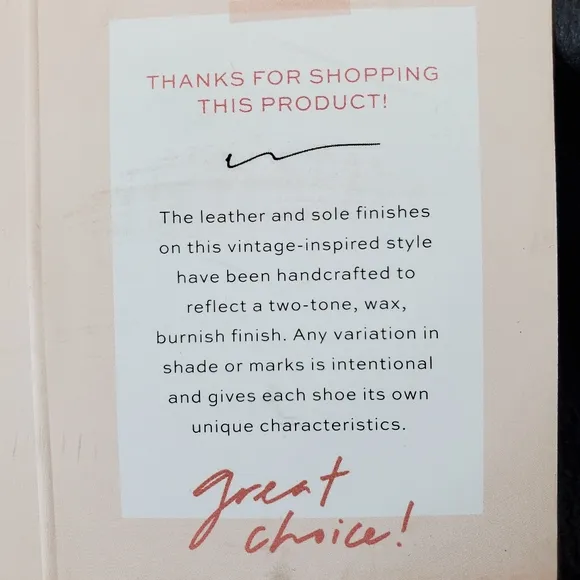 THANKS FOR SHOPPING
THIS PRODUCT!
The leather and sole finishes
on this vintage-inspired style
have been handcrafted to
reflect a two-tone, wax,
burnish finish. Any variation in
shade or marks is intentional
and gives each shoe its own
unique characteristics.
great
choice!